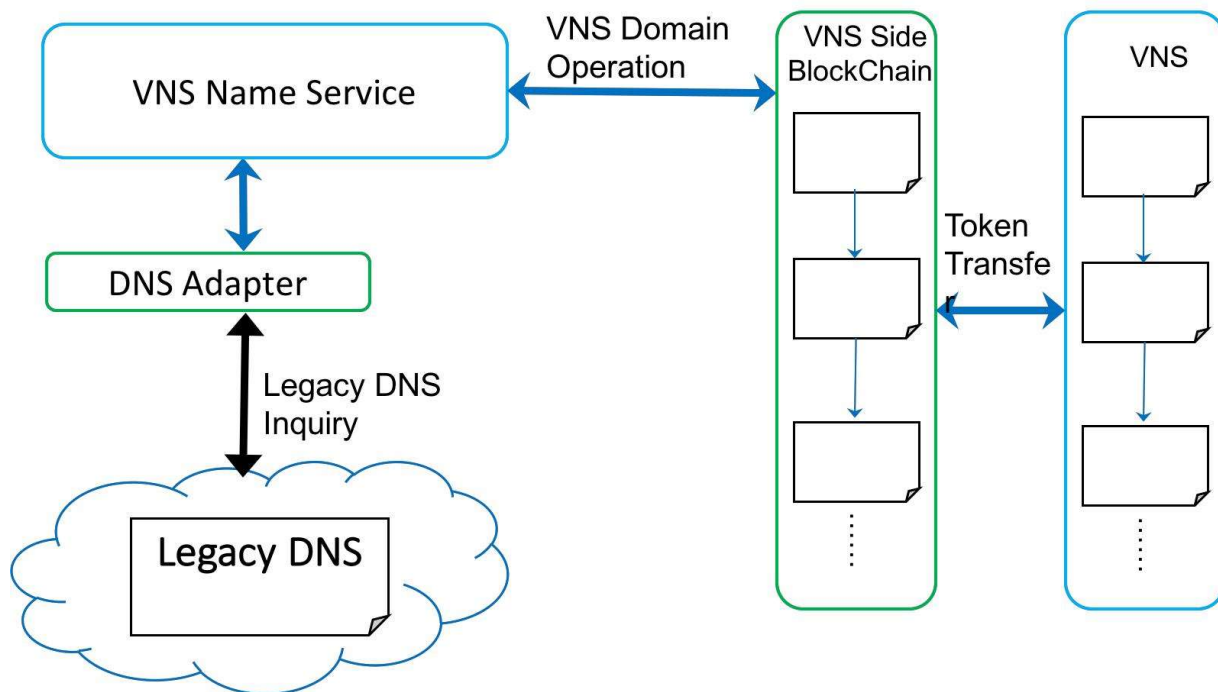 VNS Name Service
VNS Domain
Operation
VNS Side
BlockChain
VNS
Token
Transfe
r
DNS Adapter
Legacy DNS
Inquiry
Legacy DNS